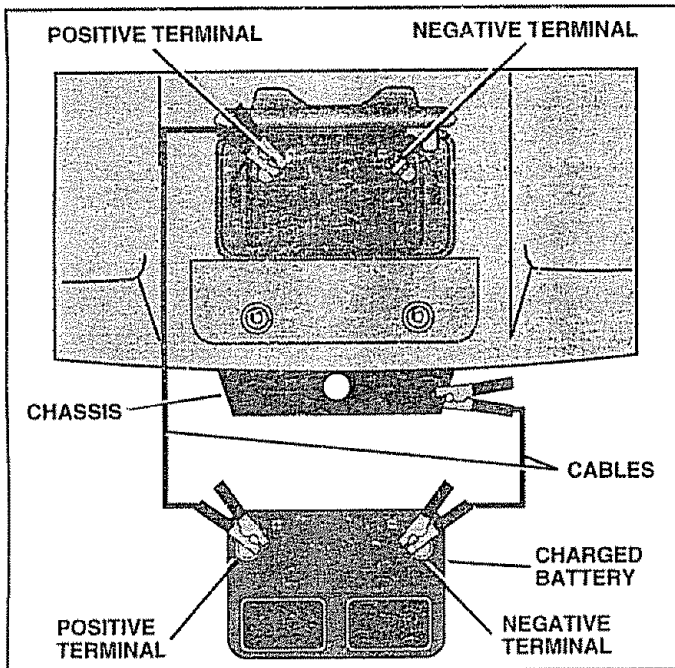 POSITIVE TERMINAL
NEGATIVE TERMINAL
CHASSIS
CABLES
CHARGED
BATTERY
POSITIVE
TERMINAL
NEGATIVE
TERMINAL